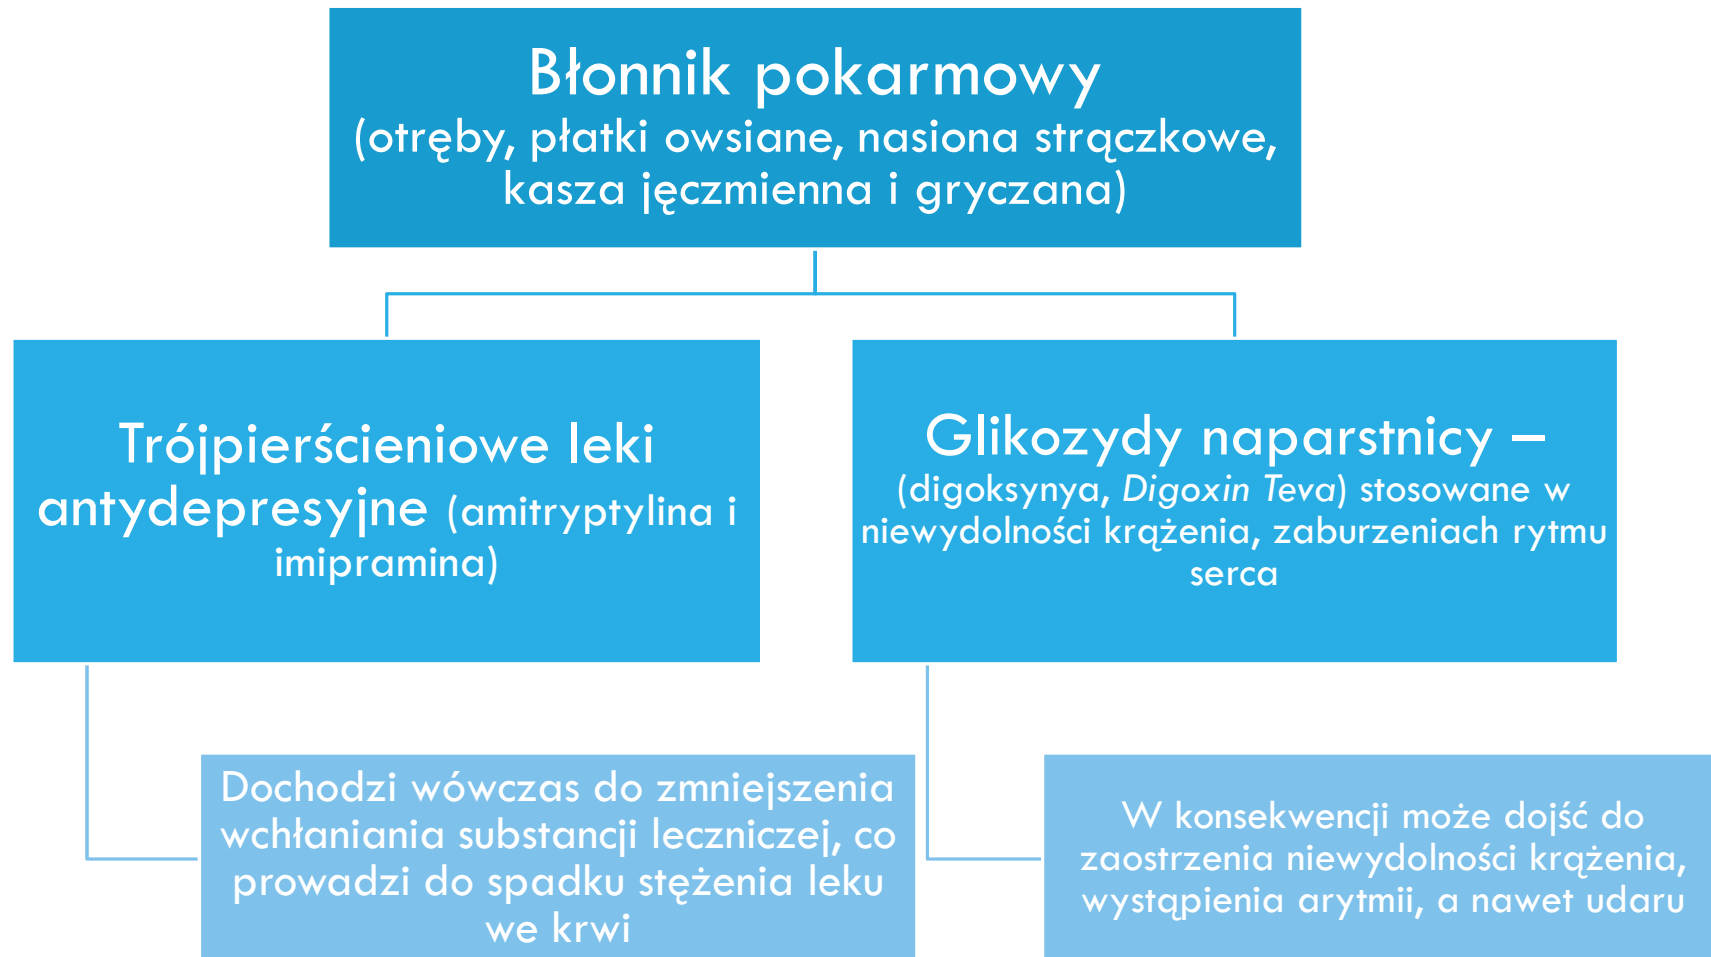 Błonnik pokarmowy
(otręby, płatki owsiane, nasiona strączkowe,
kasza jęczmienna i gryczana)
Trójpierścieniowe leki
antydepresyjne (amitryptylina i
imipramina)
Glikozydy naparstnicy –
(digoksynya, Digoxin Teva) stosowane w
niewydolności krążenia, zaburzeniach rytmu
serca
Dochodzi wówczas do zmniejszenia
wchłaniania substancji leczniczej, co
prowadzi do spadku stężenia leku
we krwi
W konsekwencji może dojść do
zaostrzenia niewydolności krążenia,
wystąpienia arytmii, a nawet udaru